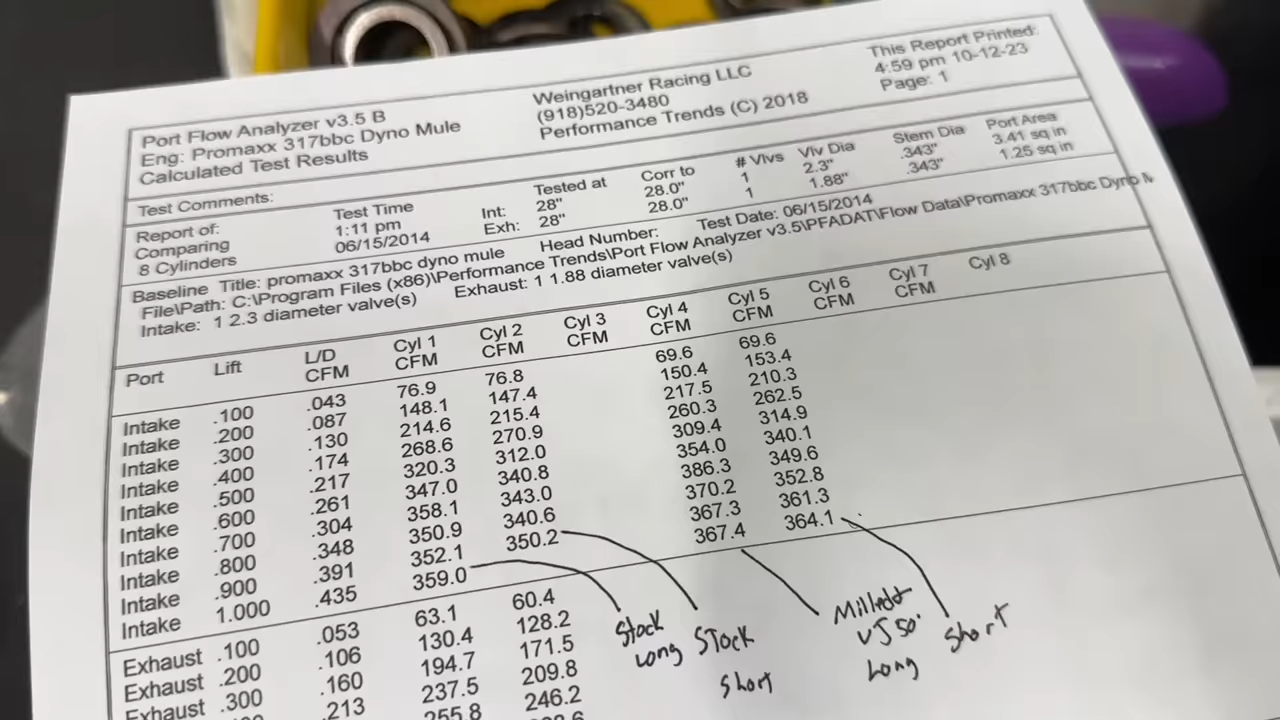 Port Flow Analyzer v3.5 B Weingartner Racing LLC This Report Printed:
Eng: Promaxx 317bbc Dyno Mule (918)520-3480 4:59 pm 10-12-23
Calculated Test Results Performance Trends (C) 2018 Page: 1
Test Comments:
Report of: Test Time Tested at Corr to # Vlvs Vlv Dia Stem Dia Port Area
Comparing 1:11 pm Int: 28" 28.0" 1 2.3" .343" 3.41 sq in
8 Cylinders 06/15/2014 Exh: 28" 28.0" 1 1.88" .343" 1.25 sq in
Baseline Title: promaxx 317bbc dyno mule Head Number: Test Date: 06/15/2014
File\Path: C:\Program Files (x86)\Performance Trends\Port Flow Analyzer v3.5\PFADAT\Flow Data\Promaxx 317bbc Dyno M
Intake: 1 2.3 diameter valve(s) Exhaust: 1 1.88 diameter valve(s)
Port Lift L/D Cyl 1 Cyl 2 Cyl 3 Cyl 4 Cyl 5 Cyl 6 Cyl 7 Cyl 8
CFM CFM CFM CFM CFM CFM CFM CFM
Intake .100 .043 76.9 76.8 69.6 69.6
Intake .200 .087 148.1 147.4 150.4 153.4
Intake .300 .130 214.6 215.4 217.5 210.3
Intake .400 .174 268.6 270.9 260.3 262.5
Intake .500 .217 320.3 312.0 309.4 314.9
Intake .600 .261 347.0 340.8 354.0 340.1
Intake .700 .304 358.1 343.0 386.3 349.6
Intake .800 .348 350.9 340.6 370.2 352.8
Intake .900 .391 352.1 350.2 367.3 361.3
Intake 1.000 .435 359.0 367.4 364.1
Exhaust .100 .053 63.1 60.4
Exhaust .200 .106 130.4 128.2
Exhaust .300 .160 194.7 171.5
.213 237.5 209.8
255.8 246.2
Stock Long
Stock Short
Long
Short